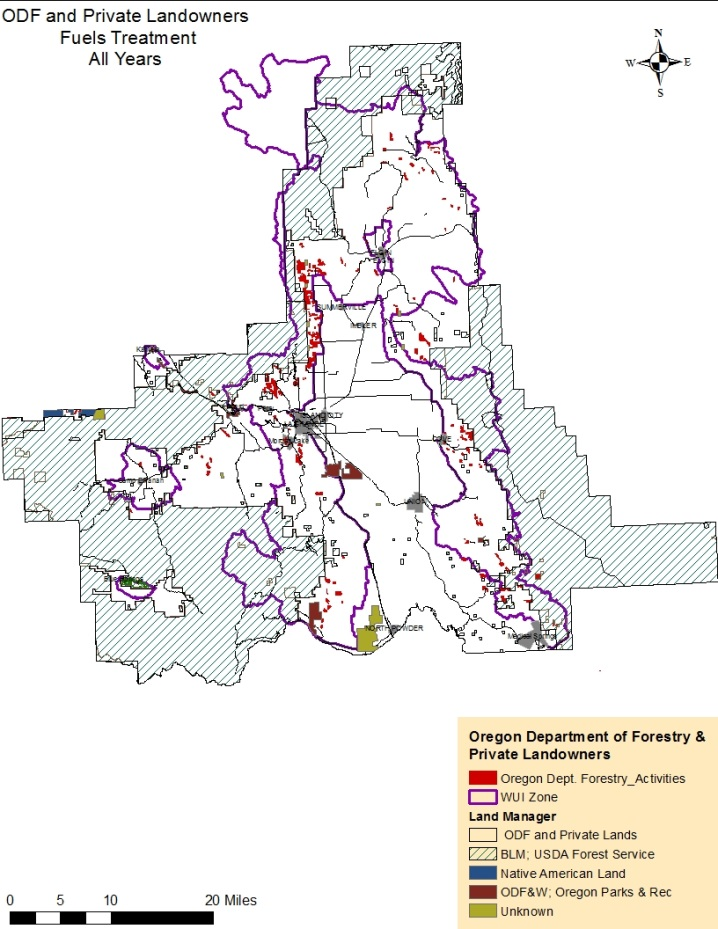 ODF and Private Landowners
Fuels Treatment
All Years
N
W
E
S
SUMMERVILLE
IMBLER
COVE
UNION
NORTH POWDER
Medical Springs
Oregon Department of Forestry &
Private Landowners
Oregon Dept. Forestry_Activities
WUI Zone
Land Manager
ODF and Private Lands
BLM; USDA Forest Service
Native American Land
ODF&W; Oregon Parks & Rec
Unknown
0 5 10 20 Miles